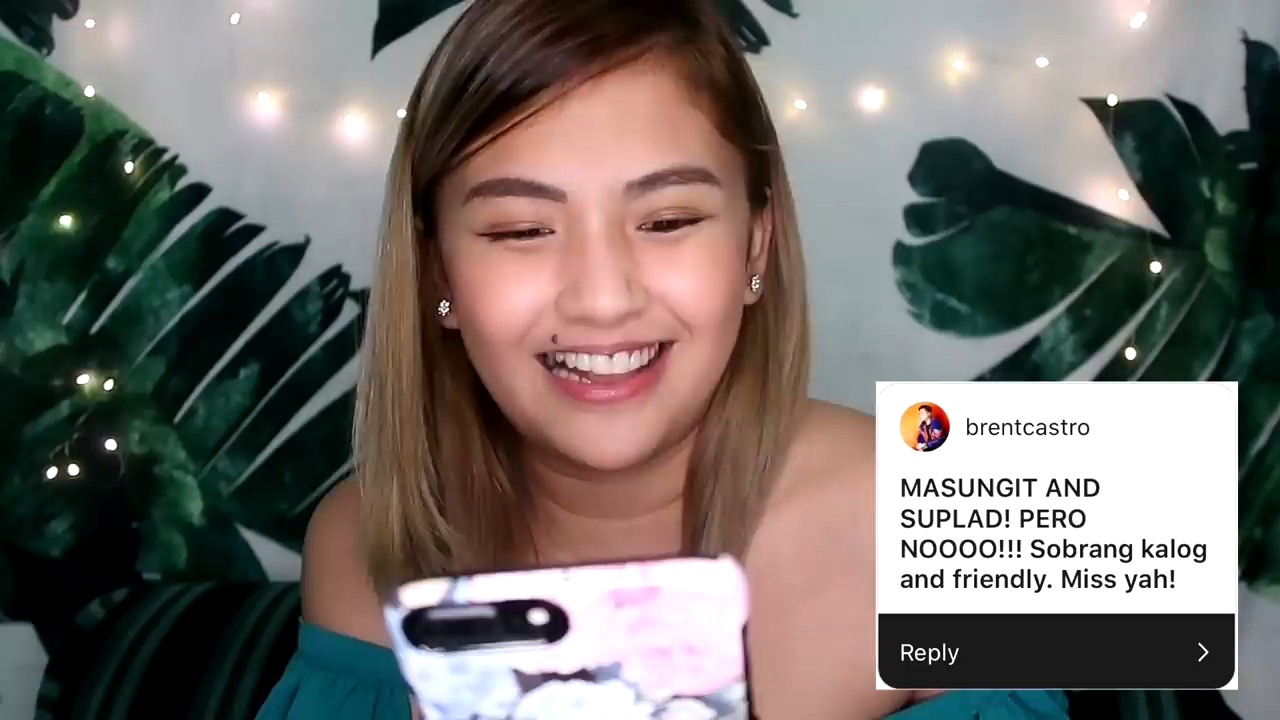 brentcastro
MASUNGIT AND
SUPLAD! PERO
NOOOO!!! Sobrang kalog
and friendly. Miss yah!
Reply